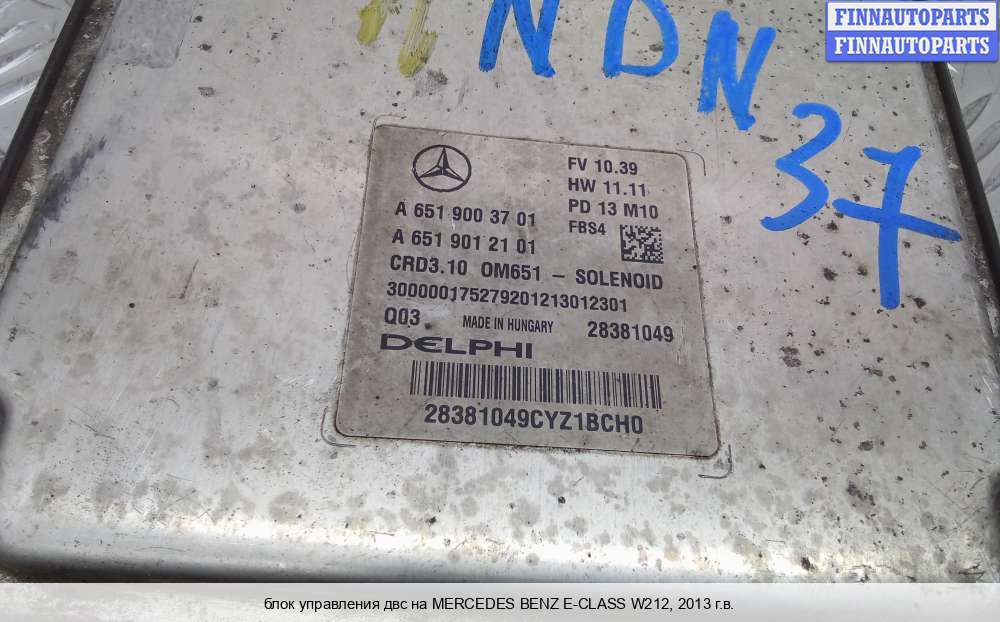 FINNAUTOPARTS
FINNAUTOPARTS
NDN
37
FV 10.39
HW 11.11
PD 13 M10
FBS4
A 651 900 37 01
A 651 901 21 01
CRD3.10 OM651 - SOLENOID
300000175279201213012301
Q03 MADE IN HUNGARY 28381049
DELPHI
28381049CYZ1BCH0
блок управления двс на MERCEDES BENZ E-CLASS W212, 2013 г.в.